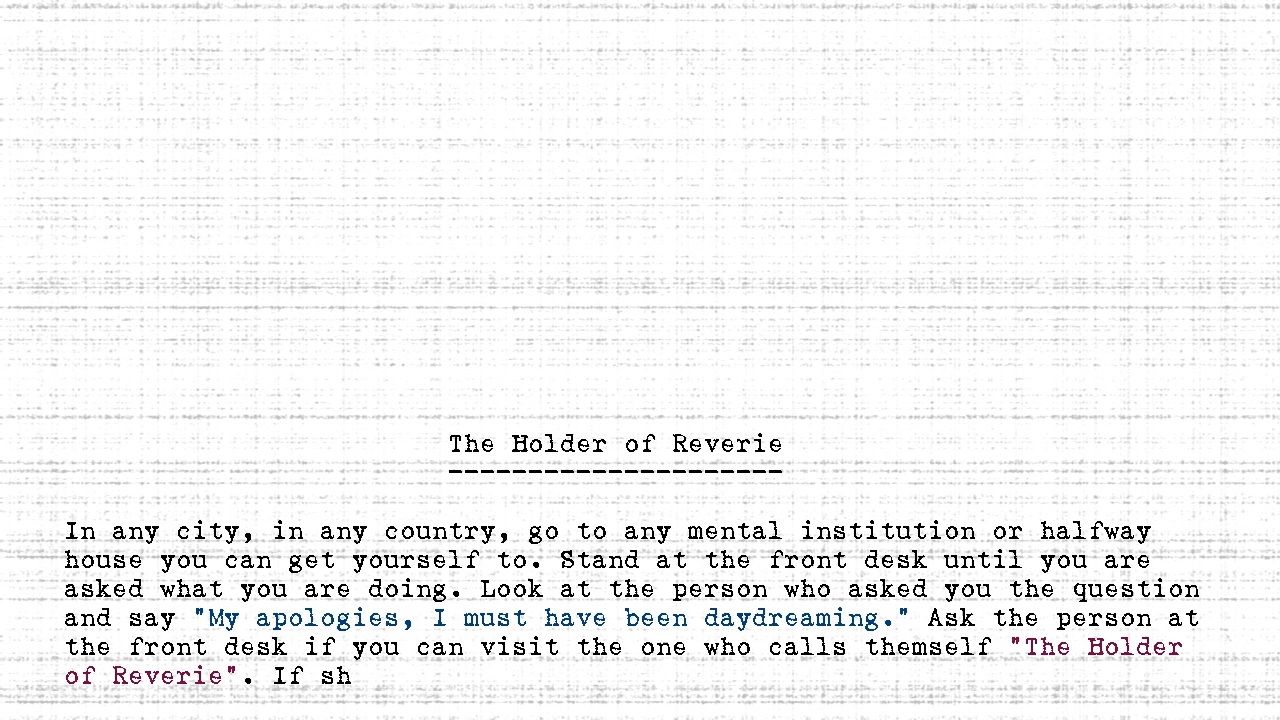 The Holder of Reverie
---------------------
In any city, in any country, go to any mental institution or halfway
house you can get yourself to. Stand at the front desk until you are
asked what you are doing. Look at the person who asked you the question
and say "My apologies, I must have been daydreaming." Ask the person at
the front desk if you can visit the one who calls themself "The Holder
of Reverie". If sh